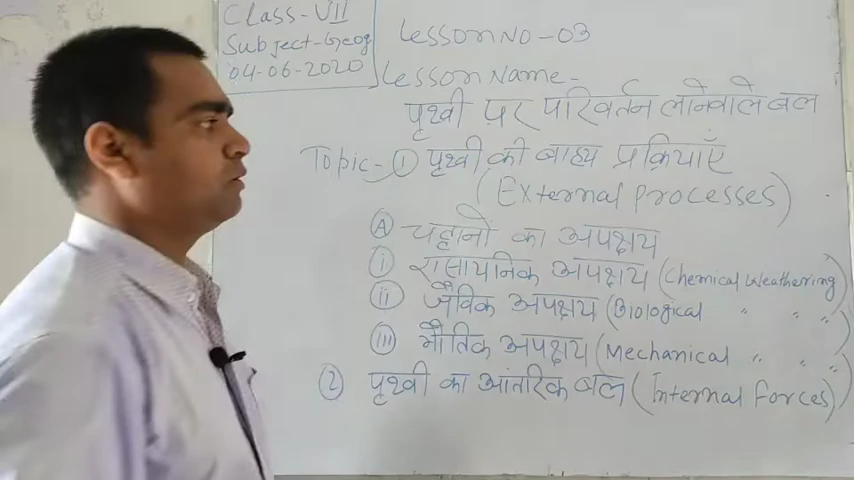 Class-VII
Subject-Geog
04-06-2020
Lesson No-03
Lesson Name-
पृथ्वी पर परिवर्तन लानेवाले बल
Topic-① पृथ्वी की बाह्य प्रक्रियाएँ
(External Processes)
Ⓐ चट्टानों का अपक्षय
ⓘ रासायनिक अपक्षय (Chemical Weathering)
ⓘⓘ जैविक अपक्षय (Biological " " ")
ⓘⓘⓘ भौतिक अपक्षय (Mechanical " " ")
② पृथ्वी का आंतरिक बल (Internal Forces)